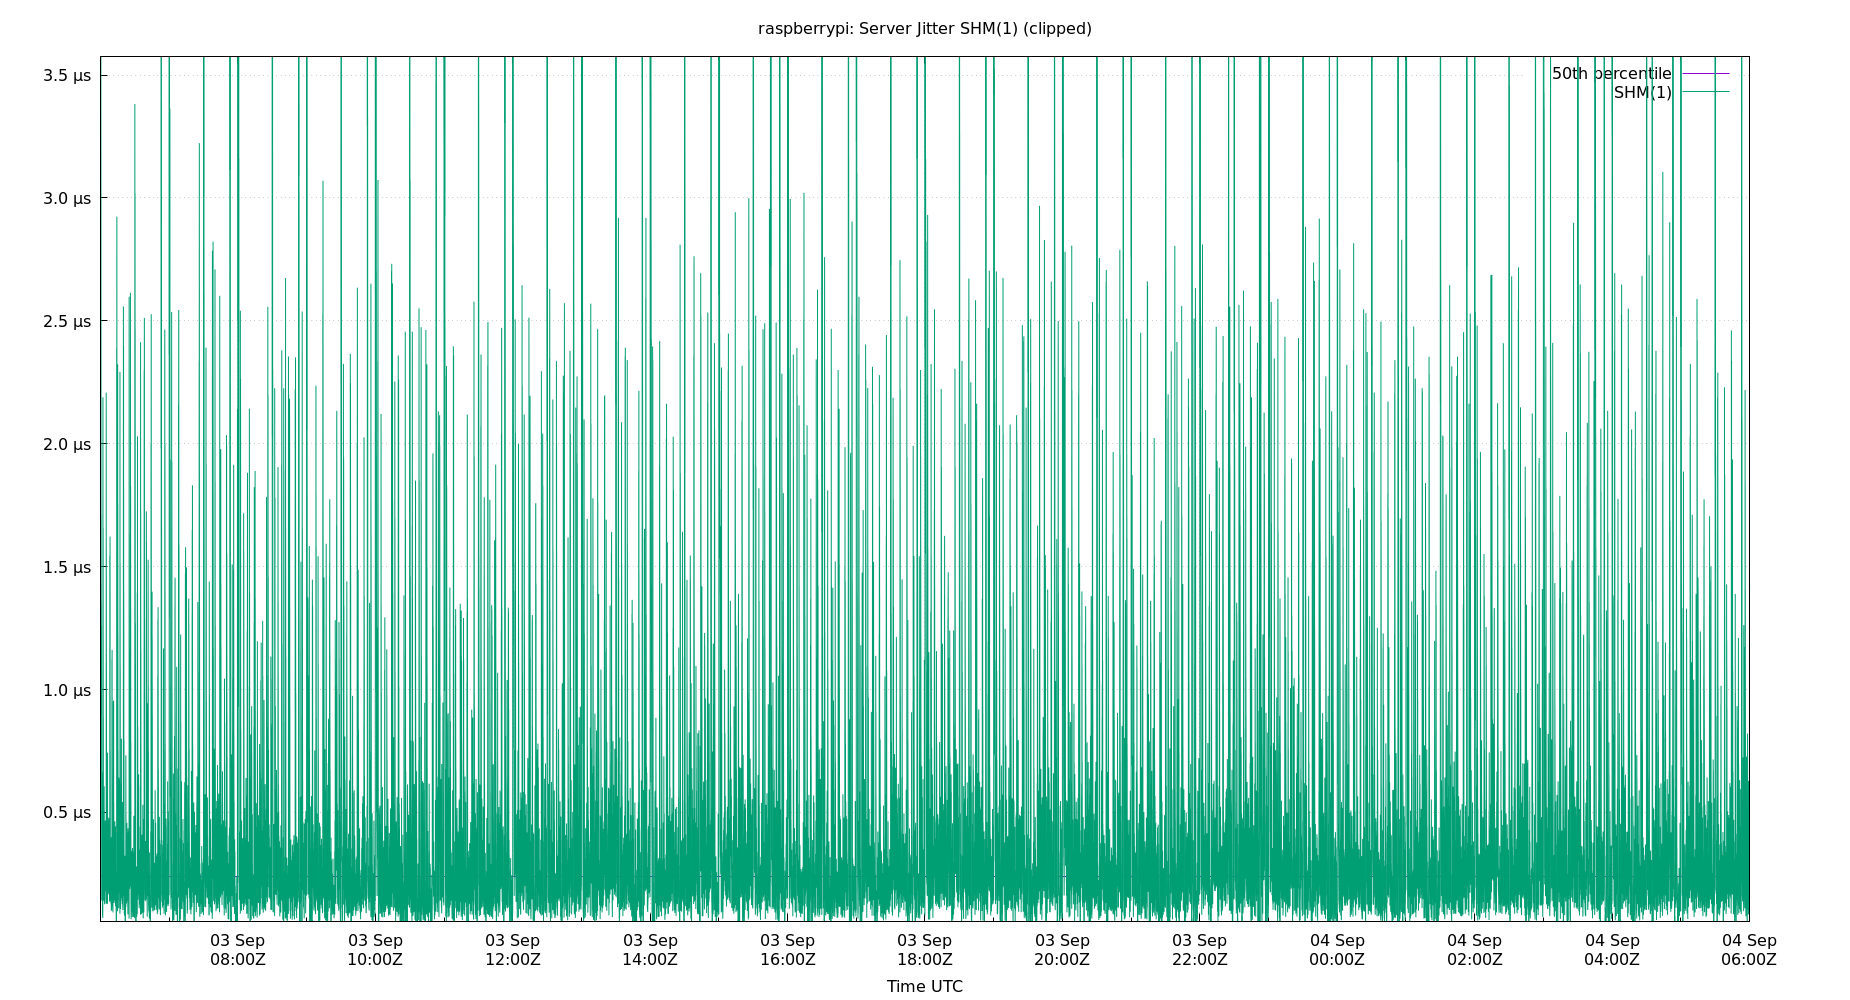 raspberrypi: Server Jitter SHM(1) (clipped)
50th percentile
SHM(1)
3.5 µs
3.0 µs
2.5 µs
2.0 µs
1.5 µs
1.0 µs
0.5 µs
03 Sep 03 Sep 03 Sep 03 Sep 03 Sep 03 Sep 03 Sep 03 Sep 04 Sep 04 Sep 04 Sep 04 Sep
08:00Z 10:00Z 12:00Z 14:00Z 16:00Z 18:00Z 20:00Z 22:00Z 00:00Z 02:00Z 04:00Z 06:00Z
Time UTC